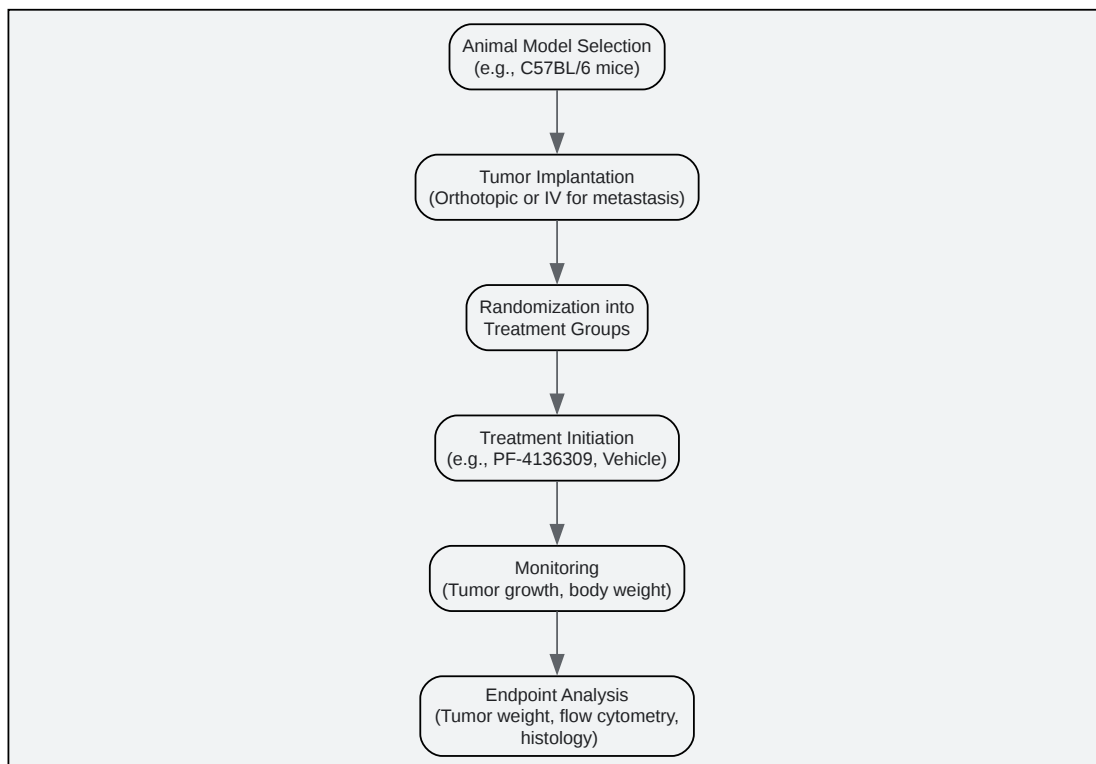 Animal Model Selection
(e.g., C57BL/6 mice)
Tumor Implantation
(Orthotopic or IV for metastasis)
Randomization into
Treatment Groups
Treatment Initiation
(e.g., PF-4136309, Vehicle)
Monitoring
(Tumor growth, body weight)
Endpoint Analysis
(Tumor weight, flow cytometry,
histology)